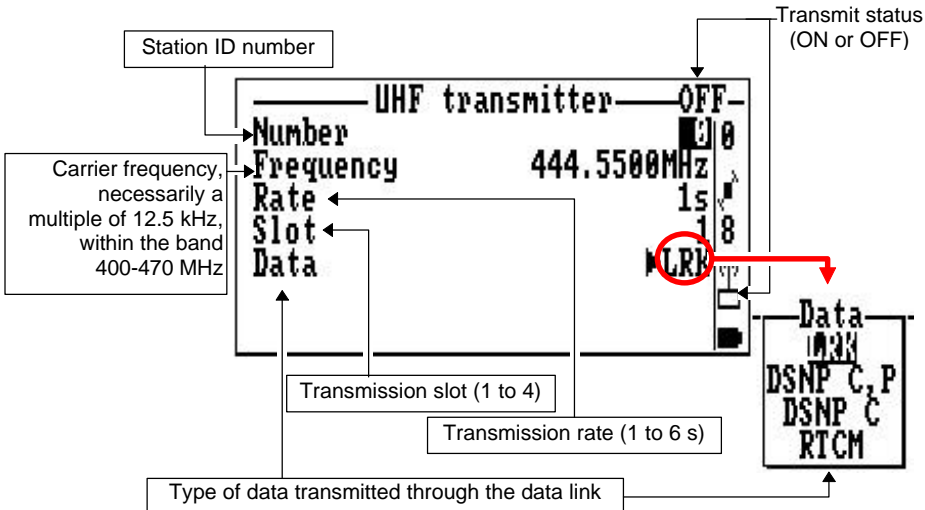 Transmit status
(ON or OFF)
Station ID number
UHF transmitter OFF
Number 0
0
Frequency 444.5500MHz
Rate 1s
Slot 1
8
Data LRK
Carrier frequency,
necessarily a
multiple of 12.5 kHz,
within the band
400-470 MHz
Data
LRK
DSNP C,P
DSNP C
RTCM
Transmission slot (1 to 4)
Transmission rate (1 to 6 s)
Type of data transmitted through the data link